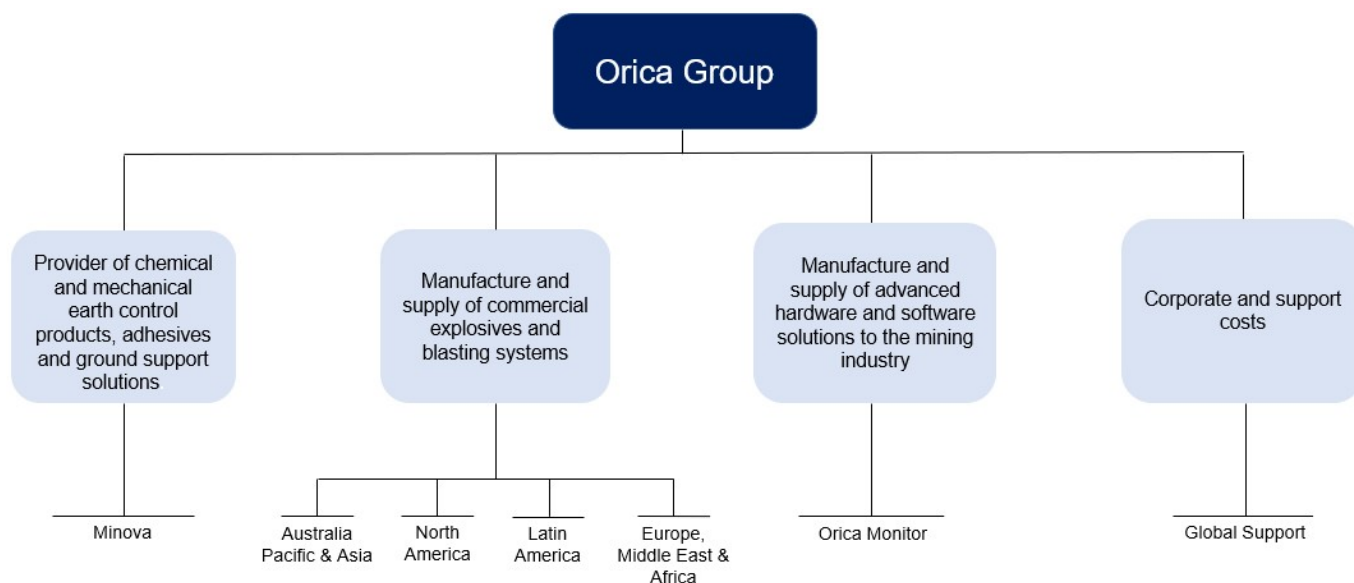 Orica Group
Provider of chemical
and mechanical
earth control
products, adhesives
and ground support
solutions
Manufacture and
supply of commercial
explosives and
blasting systems
Manufacture and
supply of advanced
hardware and software
solutions to the mining
industry
Corporate and support
costs
Minova
Australia
Pacific & Asia
North
America
Latin
America
Europe,
Middle East &
Africa
Orica Monitor
Global Support